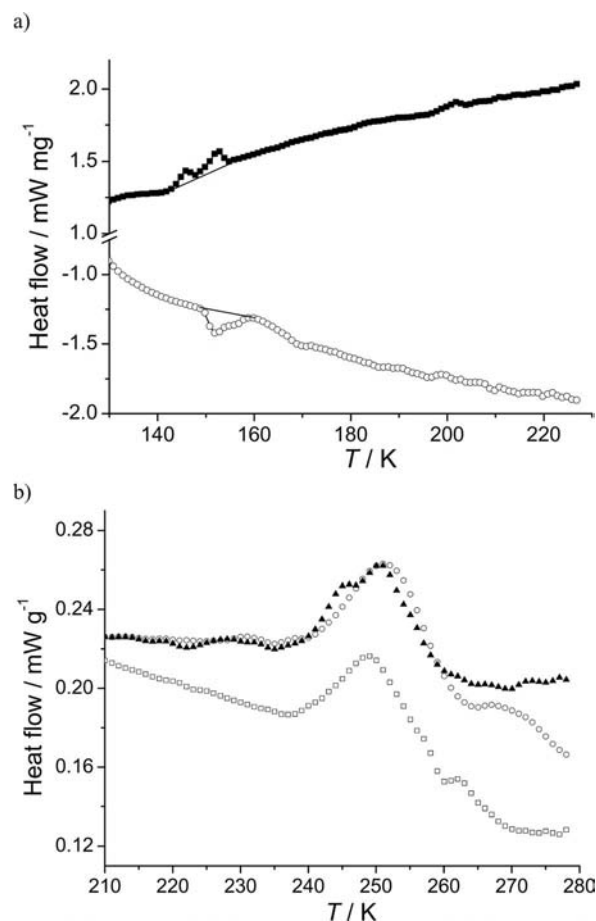 a)
2.0
1.5
1.0
-1.0
-1.5
-2.0
Heat flow / mW mg⁻¹
140 160 180 200 220
T / K
b)
0.28
0.24
0.20
0.16
0.12
Heat flow / mW g⁻¹
210 220 230 240 250 260 270 280
T / K